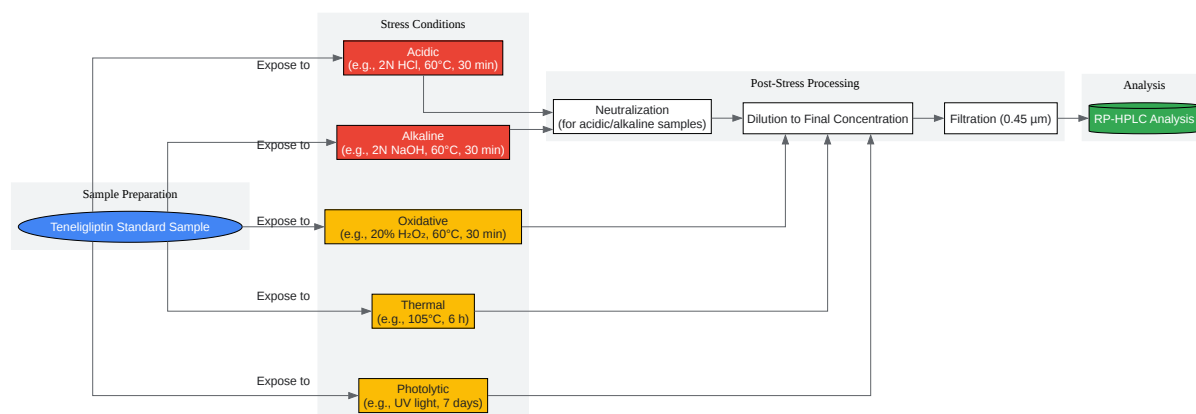 Stress Conditions
Acidic
(e.g., 2N HCl, 60°C, 30 min)
Expose to
Post-Stress Processing
Analysis
Neutralization
(for acidic/alkaline samples)
Dilution to Final Concentration
Filtration (0.45 µm)
RP-HPLC Analysis
Alkaline
(e.g., 2N NaOH, 60°C, 30 min)
Expose to
Sample Preparation
Teneligliptin Standard Sample
Expose to
Oxidative
(e.g., 20% H₂O₂, 60°C, 30 min)
Expose to
Thermal
(e.g., 105°C, 6 h)
Expose to
Photolytic
(e.g., UV light, 7 days)